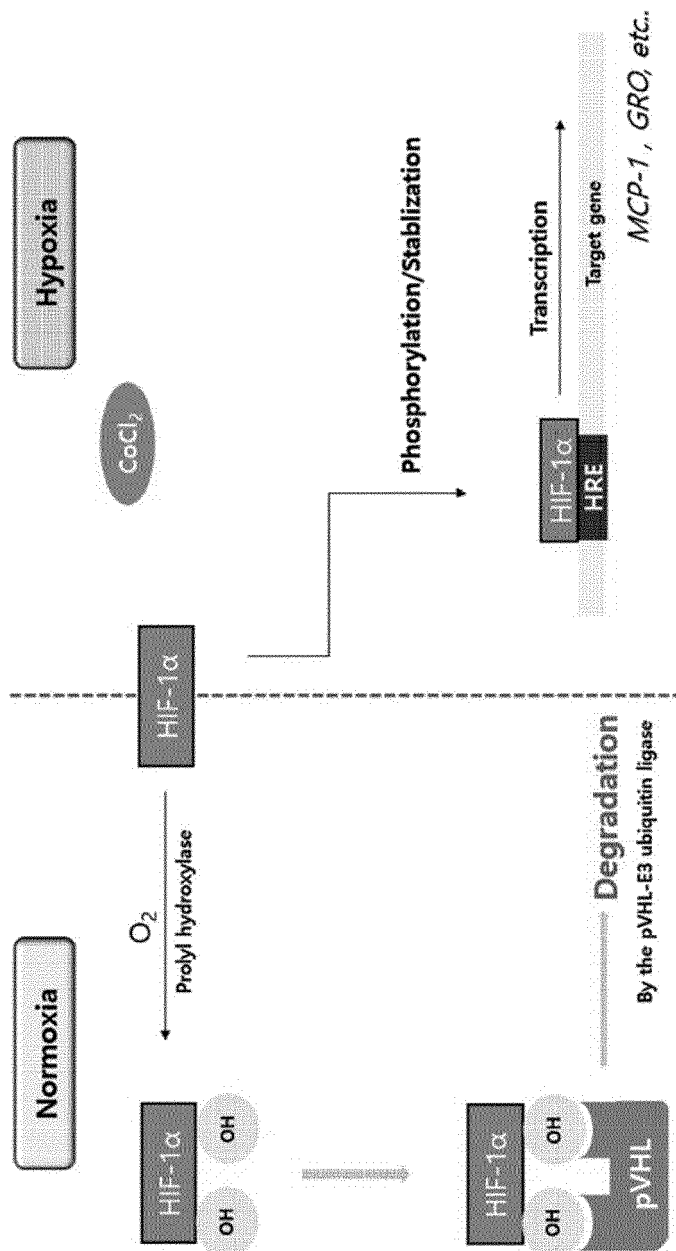 Normoxia
HIF-1α
O₂
Prolyl hydroxylase
HIF-1α
OH
OH
HIF-1α
OH
OH
pVHL
Degradation
By the pVHL-E3 ubiquitin ligase
Hypoxia
CoCl₂
Phosphorylation/Stablization
HIF-1α
HRE
Transcription
Target gene
MCP-1 , GRO, etc..